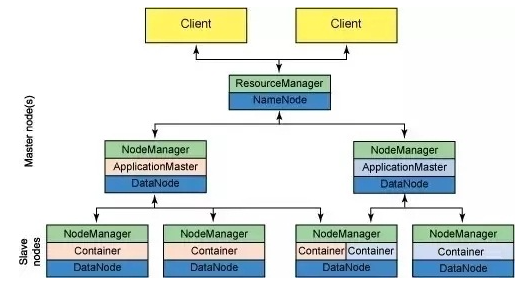 Client
Client
ResourceManager
NameNode
Master node(s)
NodeManager
ApplicationMaster
DataNode
NodeManager
ApplicationMaster
DataNode
Slave
nodes
NodeManager
Container
DataNode
NodeManager
Container
DataNode
NodeManager
Container Container
DataNode
NodeManager
Container
DataNode